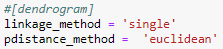 #[dendrogram]
linkage_method = 'single'
pdistance_method =  'euclidean'